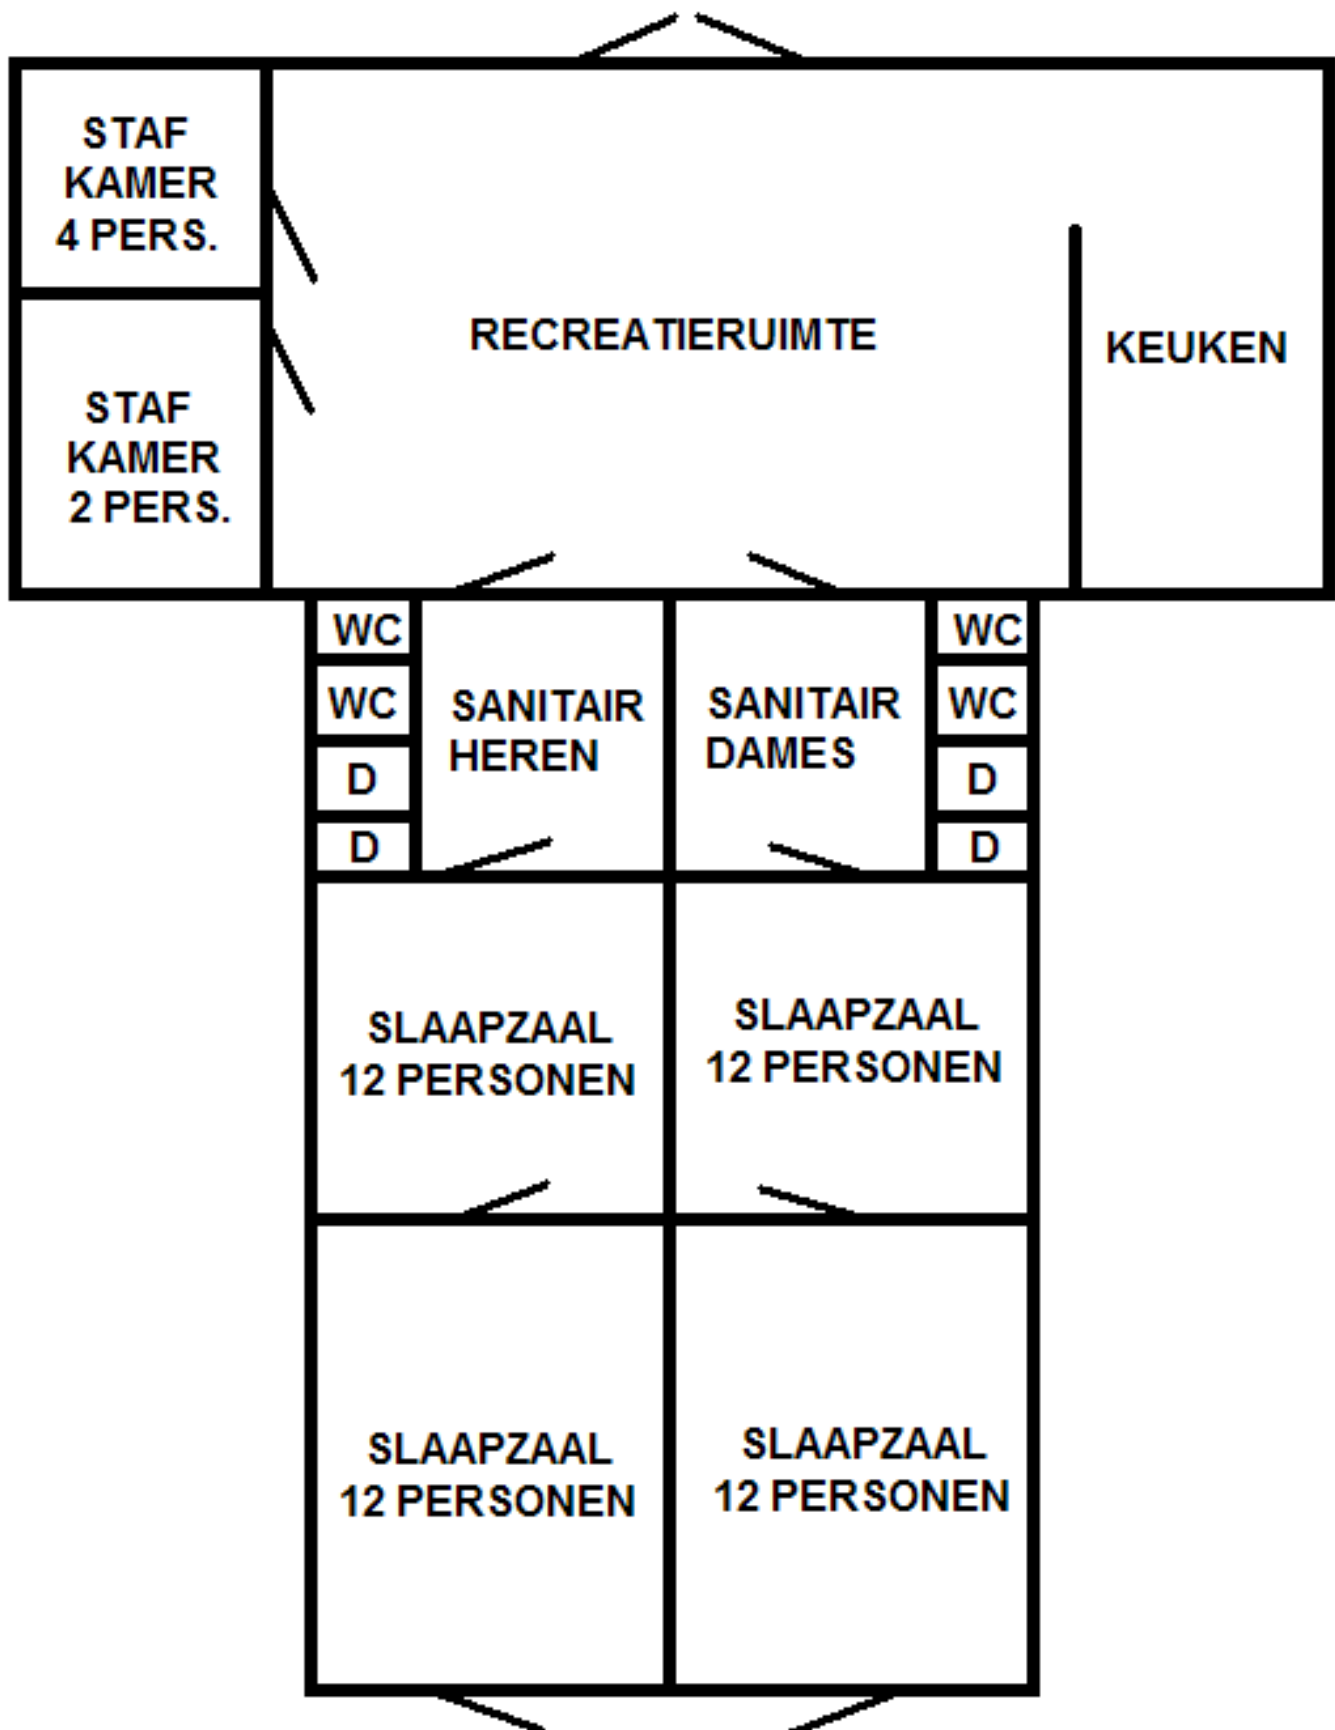 STAF
KAMER
4 PERS.
RECREATIERUIMTE
KEUKEN
STAF
KAMER
2 PERS.
WC
WC
D
D
SANITAIR
HEREN
SANITAIR
DAMES
WC
WC
D
D
SLAAPZAAL
12 PERSONEN
SLAAPZAAL
12 PERSONEN
SLAAPZAAL
12 PERSONEN
SLAAPZAAL
12 PERSONEN